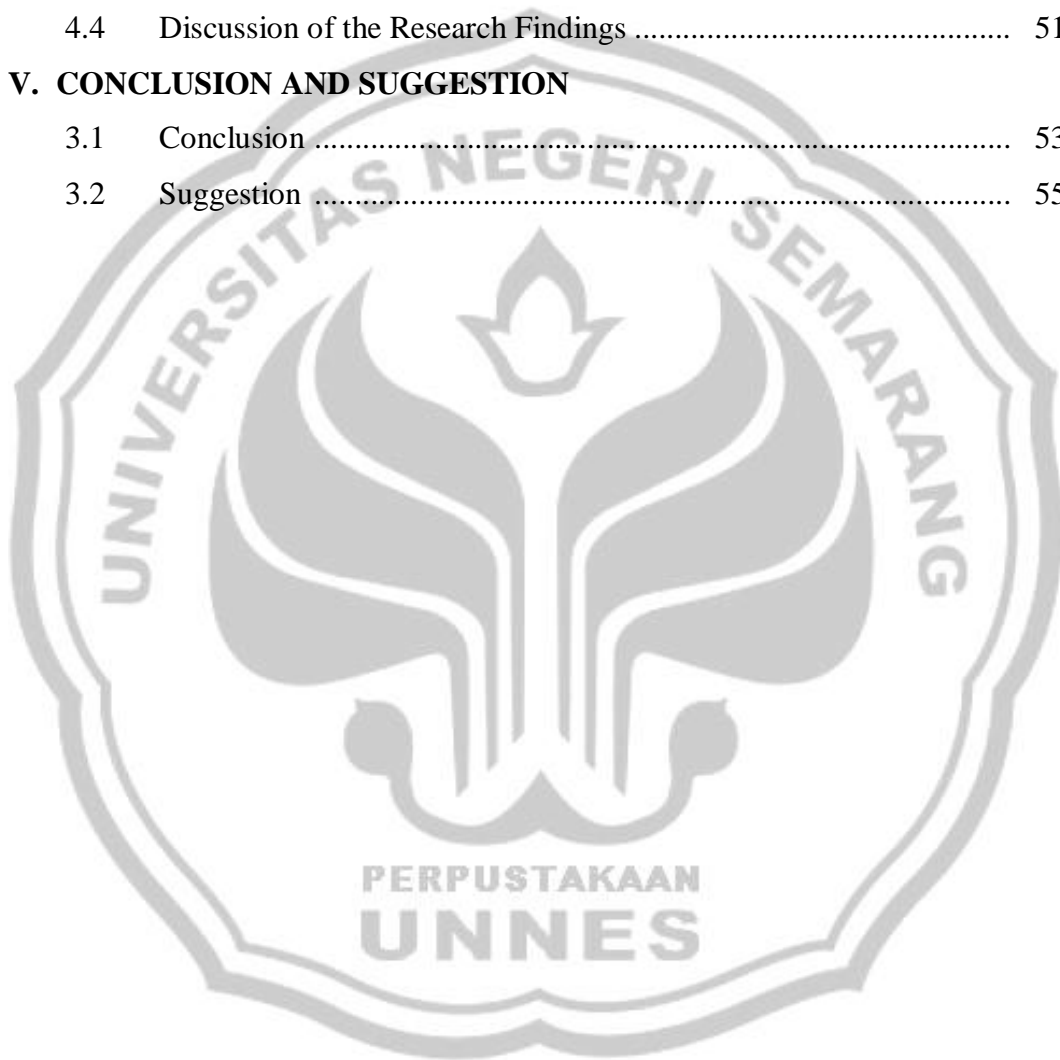 4.4 Discussion of the Research Findings ............................................... 51
V. CONCLUSION AND SUGGESTION
3.1 Conclusion ....................................................................................... 53
3.2 Suggestion ........................................................................................ 55
UNIVERSITAS NEGERI SEMARANG
PERPUSTAKAAN
UNNES